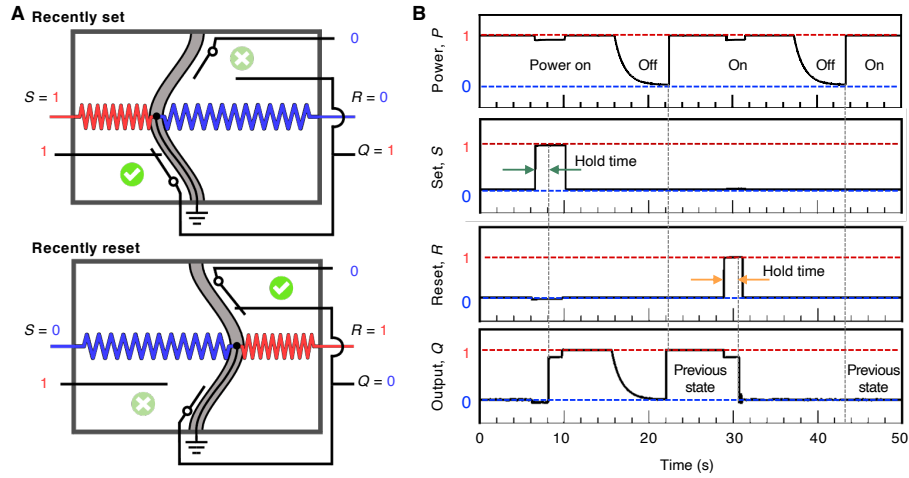 A
Recently set
0
S = 1
R = 0
1
Q = 1
Recently reset
0
S = 0
R = 1
1
Q = 0
B
Power, P
1
0
Power on
Off
On
Off
On
Set, S
1
0
Hold time
Reset, R
1
0
Hold time
Output, Q
1
0
Previous
state
Previous
state
0
10
20
30
40
50
Time (s)